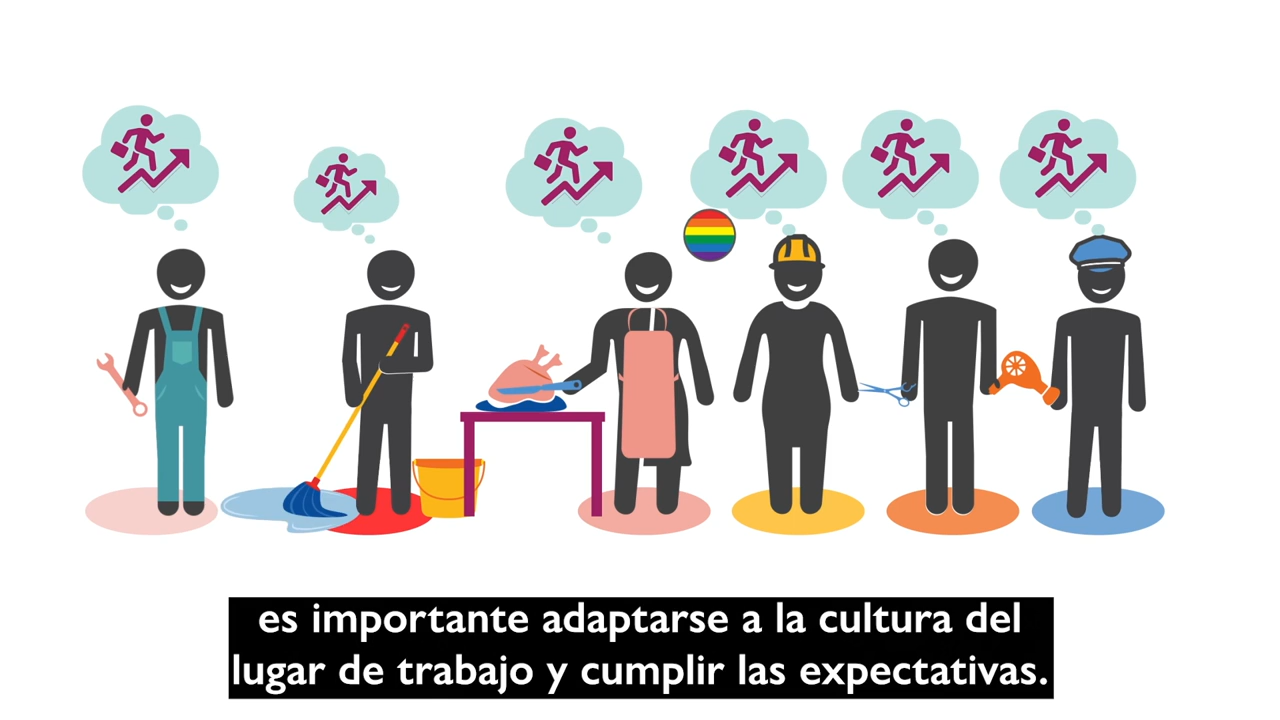 es importante adaptarse a la cultura del
lugar de trabajo y cumplir las expectativas.